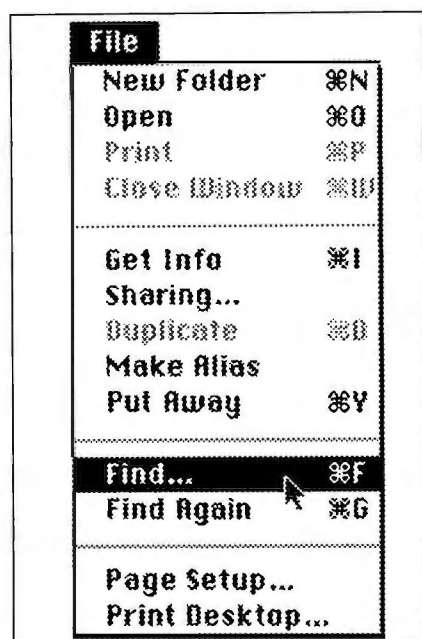 File
New Folder ⌘N
Open ⌘O
Print ⌘P
Close Window ⌘W
Get Info ⌘I
Sharing...
Duplicate ⌘D
Make Alias
Put Away ⌘Y
Find... ⌘F
Find Again ⌘G
Page Setup...
Print Desktop...